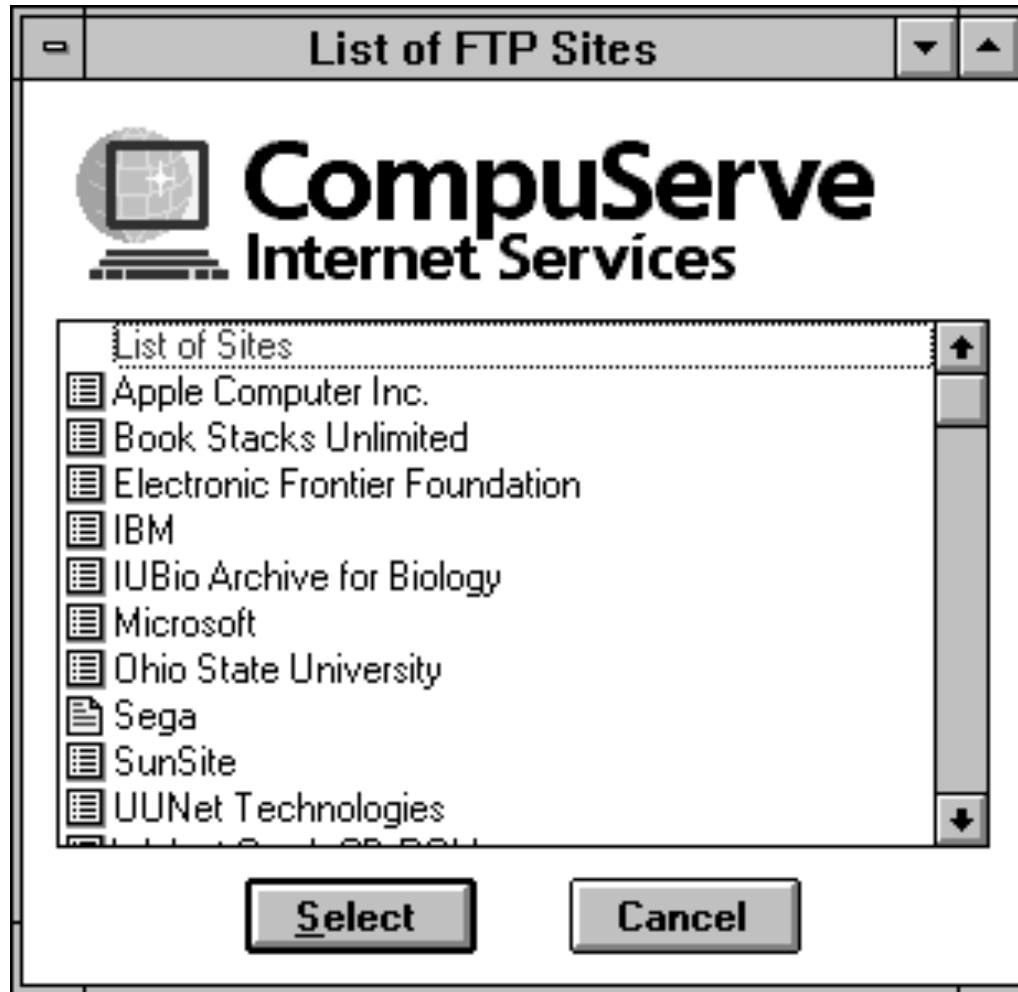 List of FTP Sites
CompuServe
Internet Services
List of Sites
Apple Computer Inc.
Book Stacks Unlimited
Electronic Frontier Foundation
IBM
IUBio Archive for Biology
Microsoft
Ohio State University
Sega
SunSite
UUNet Technologies
Select
Cancel